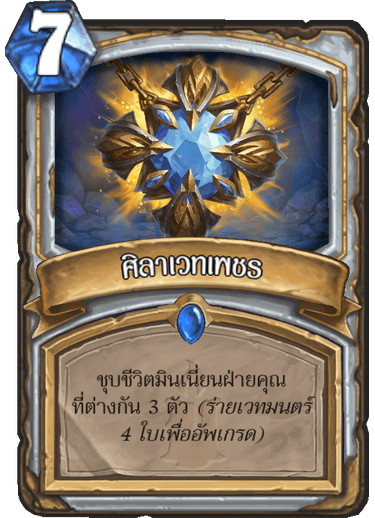 7
ศิลาเวทเพชร
ชุบชีวิตมินเนี่ยนฝ่ายคุณ
ที่ต่างกัน 3 ตัว (ร่ายเวทมนตร์
4 ใบเพื่ออัพเกรด)